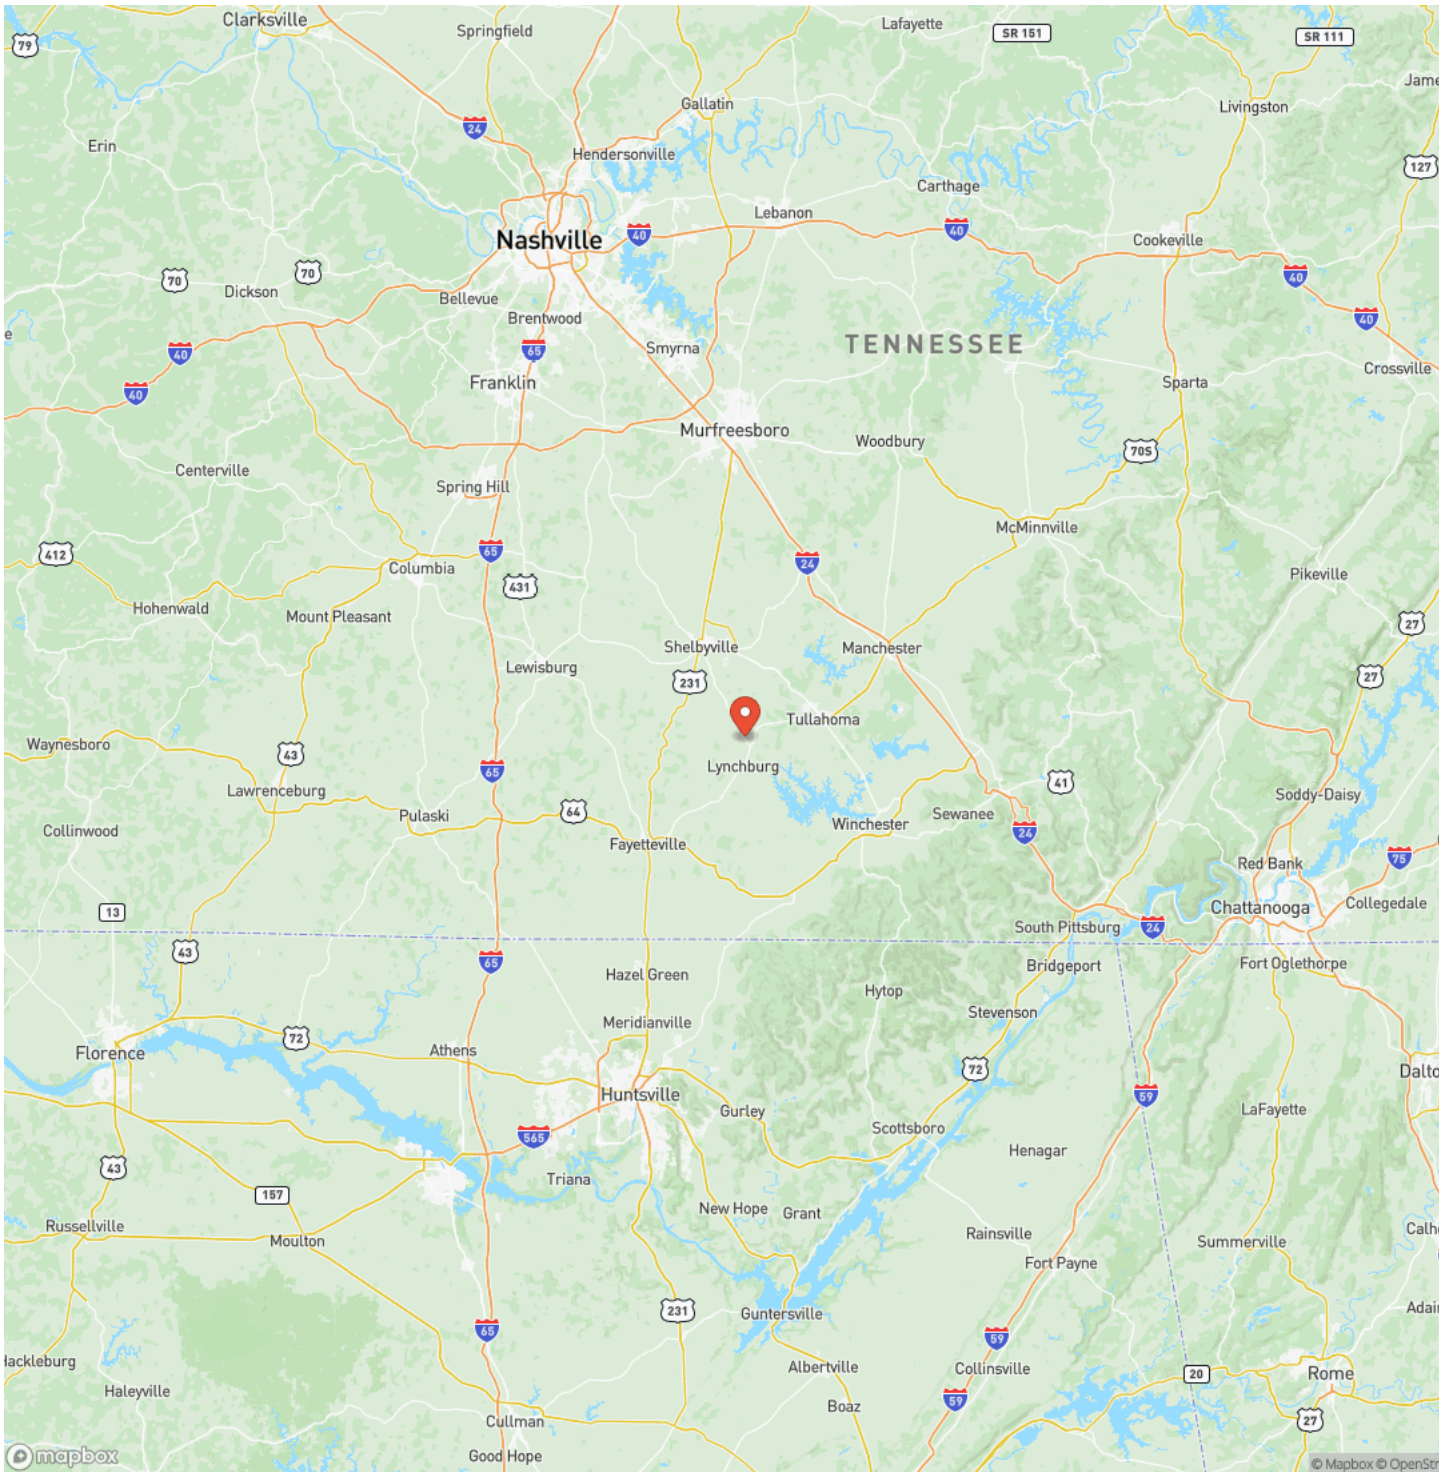 Clarksville
Springfield
Lafayette
SR 151
SR 111
79
Jame
Gallatin
Livingston
24
Erin
Hendersonville
127
Carthage
Lebanon
40
Nashville
40
Cookeville
70
70
40
Dickson
Bellevue
Brentwood
40
e
TENNESSEE
65
Smyrna
40
Crossville
Franklin
Sparta
40
Murfreesboro
Woodbury
70S
Centerville
Spring Hill
McMinnville
412
65
24
Columbia
Pikeville
431
Hohenwald
Mount Pleasant
27
Shelbyville
Manchester
Lewisburg
27
231
Tullahoma
Waynesboro
43
Lynchburg
65
41
Lawrenceburg
Soddy-Daisy
64
Pulaski
Sewanee
Collinwood
Winchester
24
Fayetteville
75
Red Bank
13
Chattanooga
Collegedale
South Pittsburg
24
43
65
Bridgeport
Fort Oglethorpe
Hazel Green
Hytop
Stevenson
Meridianville
72
Florence
Athens
72
Dalto
Huntsville
59
Gurley
LaFayette
565
Scottsboro
Henagar
43
Triana
157
New Hope
Grant
Russellville
Rainsville
Calh
Moulton
Summerville
Fort Payne
231
Guntersville
Adair
65
59
Hackleburg
Albertville
Collinsville
20
Rome
Haleyville
59
Boaz
Cullman
27
Good Hope
mapbox
© Mapbox © OpenStr